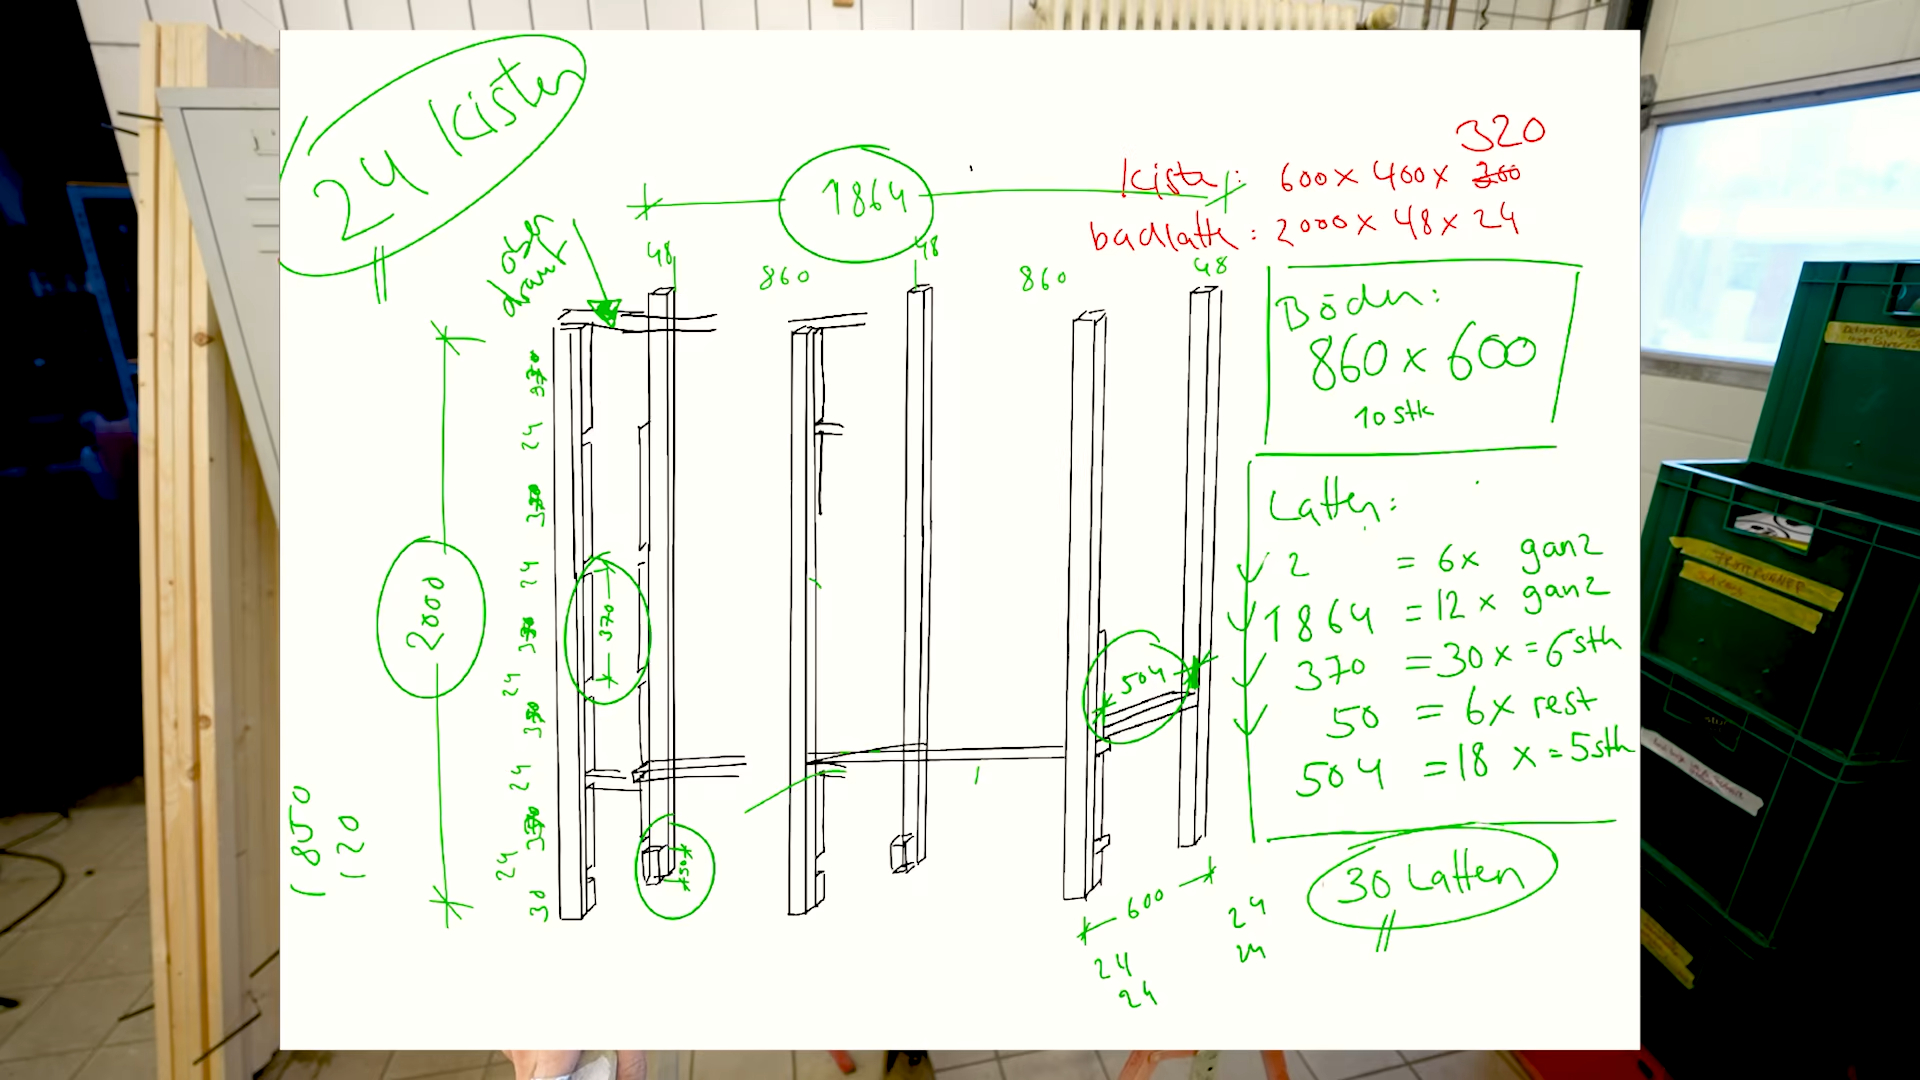 24 Kisten
320
Kiste: 600 x 400 x 300
badlatte: 2000 x 48 x 24
1864
48
860
48
860
48
oben
drauf
Böden:
860 x 600
10 stk
Latten:
2 = 6x ganz
1864 = 12 x ganz
370 = 30 x = 6 stk
50 = 6x rest
504 = 18 x = 5 stk
30 Latten
2000
370
24
370
24
370
24
370
24
370
24
30
370
504
50
600
24
24
24
24
1850
120